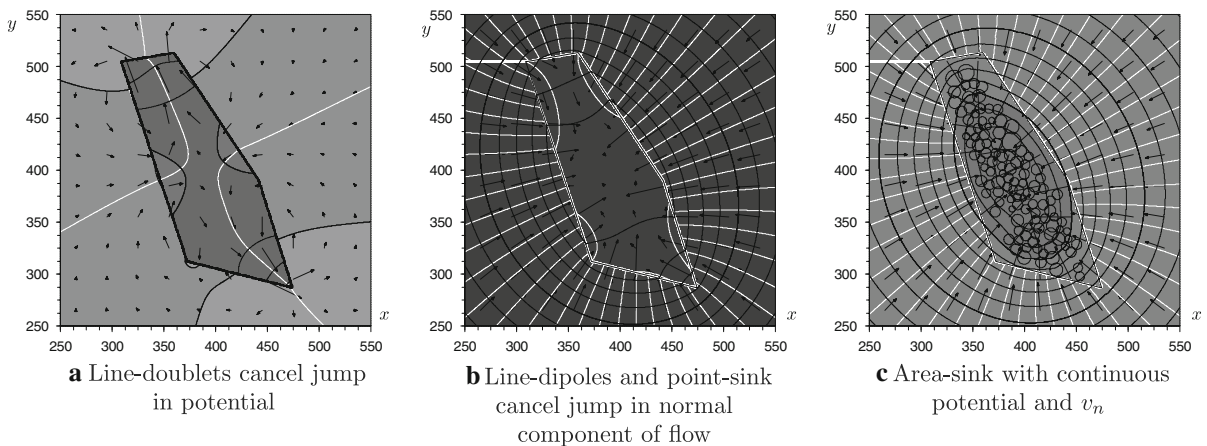 550
y
500
450
400
350
300
x
250
250 300 350 400 450 500 550
a Line-doublets cancel jump
in potential
550
y
500
450
400
350
300
x
250
250 300 350 400 450 500 550
b Line-dipoles and point-sink
cancel jump in normal
component of flow
550
y
500
450
400
350
300
x
250
250 300 350 400 450 500 550
c Area-sink with continuous
potential and vn